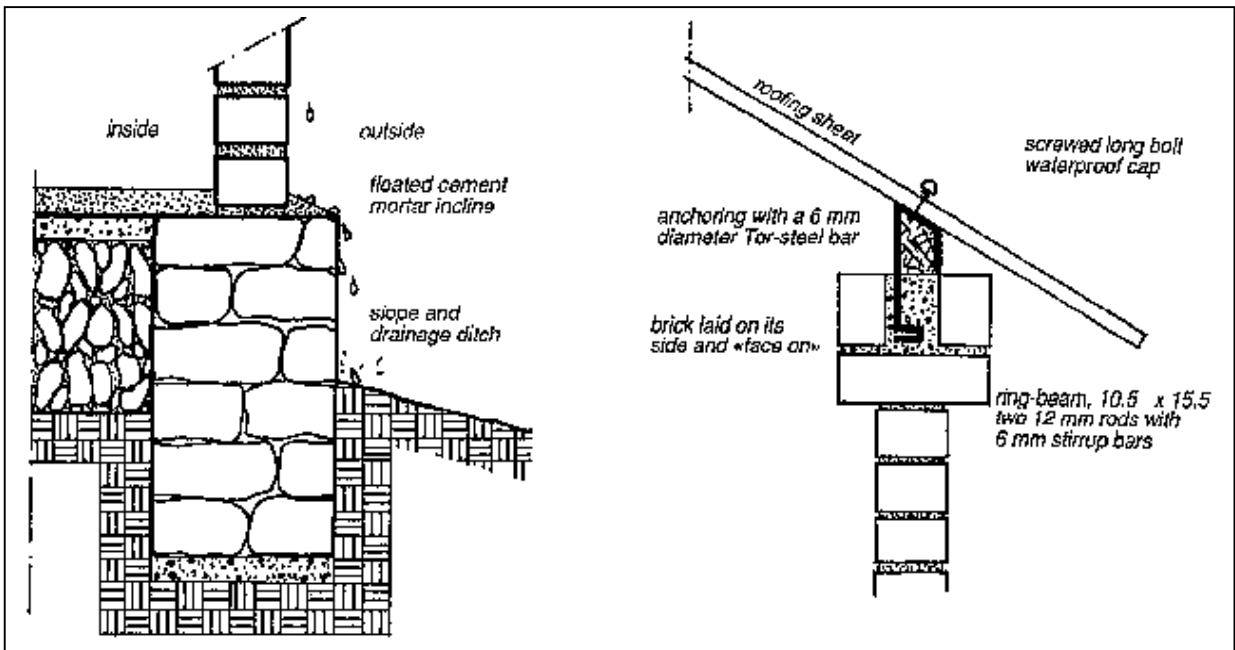 inside
outside
floated cement
mortar incline
slope and
drainage ditch
roofing sheet
screwed long bolt
waterproof cap
anchoring with a 6 mm
diameter Tor-steel bar
brick laid on its
side and «face on»
ring-beam, 10.5 x 15.5
two 12 mm rods with
6 mm stirrup bars